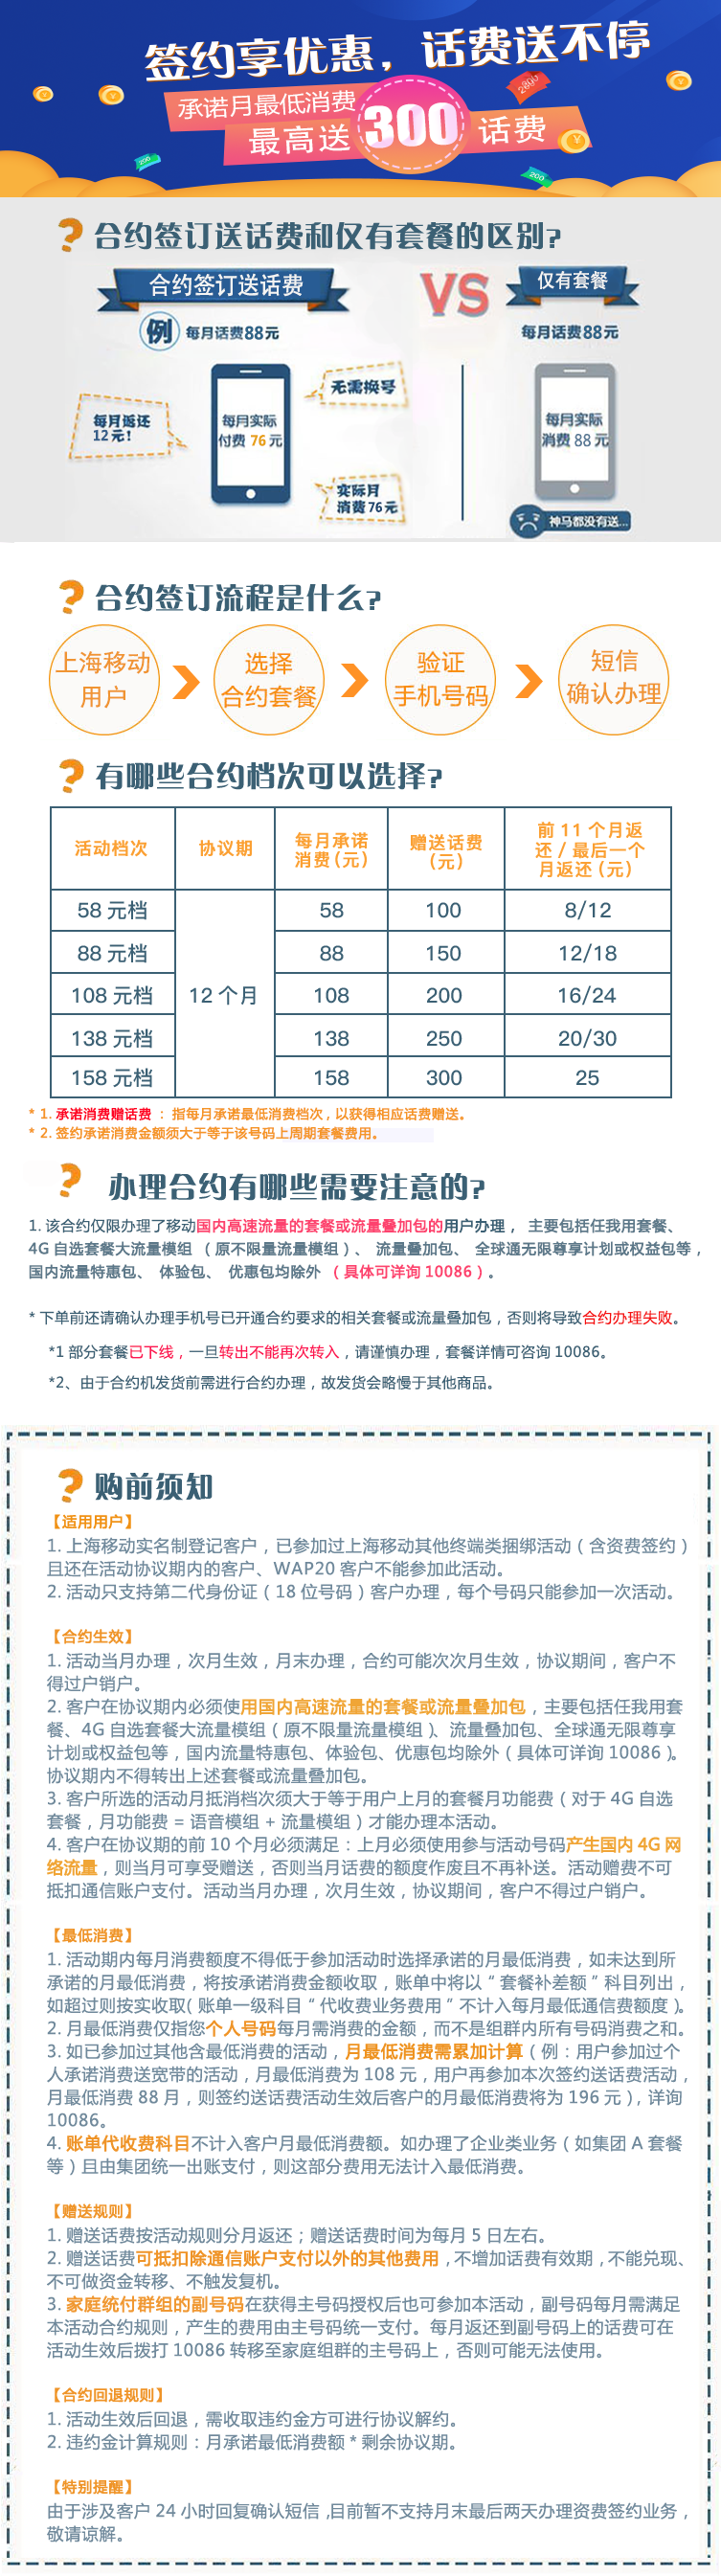 签约享优惠，话费送不停
承诺月最低消费
最高送300话费
2800
200
200
合约签订送话费和仅有套餐的区别?
合约签订送话费
VS
仅有套餐
例 每月话费88元
每月话费88元
无需换号
每月返还
12元!
每月实际
付费 76 元
每月实际
消费 88 元
实际月
消费76元
神马都没有送...
合约签订流程是什么?
上海移动
用户
选择
合约套餐
验证
手机号码
短信
确认办理
有哪些合约档次可以选择?
活动档次 协议期 每月承诺消费(元) 赠送话费(元) 前 11 个月返还 / 最后一个月返还 (元)
58 元档 58 100 8/12
88 元档 88 150 12/18
108 元档 12 个月 108 200 16/24
138 元档 138 250 20/30
158 元档 158 300 25
* 1. 承诺消费赠话费 ：指每月承诺最低消费档次，以获得相应话费赠送。
* 2. 签约承诺消费金额须大于等于该号码上周期套餐费用。
办理合约有哪些需要注意的?
1. 该合约仅限办理了移动国内高速流量的套餐或流量叠加包的用户办理， 主要包括任我用套餐、
4G 自选套餐大流量模组 （原不限量流量模组）、 流量叠加包、 全球通无限尊享计划或权益包等，
国内流量特惠包、 体验包、 优惠包均除外 （具体可详询 10086）。
* 下单前还请确认办理手机号已开通合约要求的相关套餐或流量叠加包，否则将导致合约办理失败。
*1 部分套餐已下线，一旦转出不能再次转入，请谨慎办理，套餐详情可咨询 10086。
*2、由于合约机发货前需进行合约办理，故发货会略慢于其他商品。
购前须知
【适用用户】
1. 上海移动实名制登记客户，已参加过上海移动其他终端类捆绑活动（含资费签约）
且还在活动协议期内的客户、WAP20 客户不能参加此活动。
2. 活动只支持第二代身份证（18 位号码）客户办理，每个号码只能参加一次活动。
【合约生效】
1. 活动当月办理，次月生效，月末办理，合约可能次次月生效，协议期间，客户不
得过户销户。
2. 客户在协议期内必须使用国内高速流量的套餐或流量叠加包，主要包括任我用套
餐、4G 自选套餐大流量模组（原不限量流量模组）、流量叠加包、全球通无限尊享
计划或权益包等，国内流量特惠包、体验包、优惠包均除外（具体可详询 10086）。
协议期内不得转出上述套餐或流量叠加包。
3. 客户所选的活动月抵消档次须大于等于用户上月的套餐月功能费（对于 4G 自选
套餐，月功能费 = 语音模组 + 流量模组）才能办理本活动。
4. 客户在协议期的前 10 个月必须满足：上月必须使用参与活动号码产生国内 4G 网
络流量，则当月可享受赠送，否则当月话费的额度作废且不再补送。活动赠费不可
抵扣通信账户支付。活动当月办理，次月生效，协议期间，客户不得过户销户。
【最低消费】
1. 活动期内每月消费额度不得低于参加活动时选择承诺的月最低消费，如未达到所
承诺的月最低消费，将按承诺消费金额收取，账单中将以 “ 套餐补差额 ” 科目列出，
如超过则按实收取( 账单一级科目 “ 代收费业务费用 ” 不计入每月最低通信费额度 )。
2. 月最低消费仅指您个人号码每月需消费的金额，而不是组群内所有号码消费之和。
3. 如已参加过其他含最低消费的活动，月最低消费需累加计算（例：用户参加过个
人承诺消费送宽带的活动，月最低消费为 108 元，用户再参加本次签约送话费活动，
月最低消费 88 月，则签约送话费活动生效后客户的月最低消费将为 196 元），详询
10086。
4. 账单代收费科目不计入客户月最低消费额。如办理了企业类业务（如集团 A 套餐
等）且由集团统一出账支付，则这部分费用无法计入最低消费。
【赠送规则】
1. 赠送话费按活动规则分月返还；赠送话费时间为每月 5 日左右。
2. 赠送话费可抵扣除通信账户支付以外的其他费用，不增加话费有效期，不能兑现、
不可做资金转移、不触发复机。
3. 家庭统付群组的副号码在获得主号码授权后也可参加本活动，副号码每月需满足
本活动合约规则，产生的费用由主号码统一支付。每月返还到副号码上的话费可在
活动生效后拨打 10086 转移至家庭组群的主号码上，否则可能无法使用。
【合约回退规则】
1. 活动生效后回退，需收取违约金方可进行协议解约。
2. 违约金计算规则：月承诺最低消费额 * 剩余协议期。
【特别提醒】
由于涉及客户 24 小时回复确认短信，目前暂不支持月末最后两天办理资费签约业务，
敬请谅解。